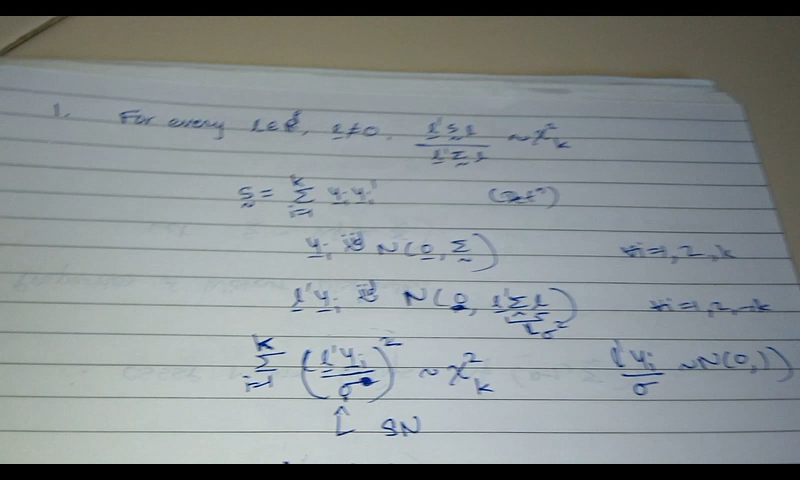 1. For every l ∈ ℝ^p, l ≠ 0, l'Sl / l'Σl ~ χ²_k
S = Σ_{i=1}^{k} y_i y_i'
y_i iid N(0, Σ) ∀i=1, 2, k
l'y_i iid N(0, l'Σl) ∀i=1, 2, -k
σ²
Σ_{i=1}^{k} (l'y_i / σ)² ~ χ²_k l'y_i / σ ~ N(0, 1)
↑ SN